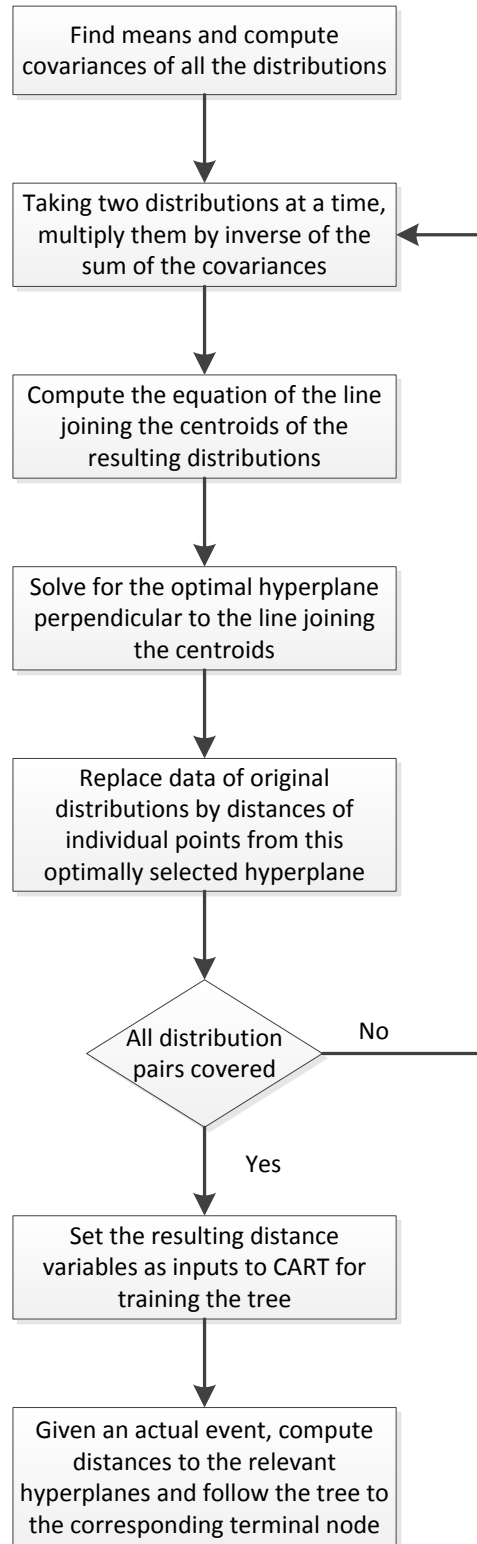 Find means and compute
covariances of all the distributions
Taking two distributions at a time,
multiply them by inverse of the
sum of the covariances
Compute the equation of the line
joining the centroids of the
resulting distributions
Solve for the optimal hyperplane
perpendicular to the line joining
the centroids
Replace data of original
distributions by distances of
individual points from this
optimally selected hyperplane
All distribution
pairs covered
No
Yes
Set the resulting distance
variables as inputs to CART for
training the tree
Given an actual event, compute
distances to the relevant
hyperplanes and follow the tree to
the corresponding terminal node